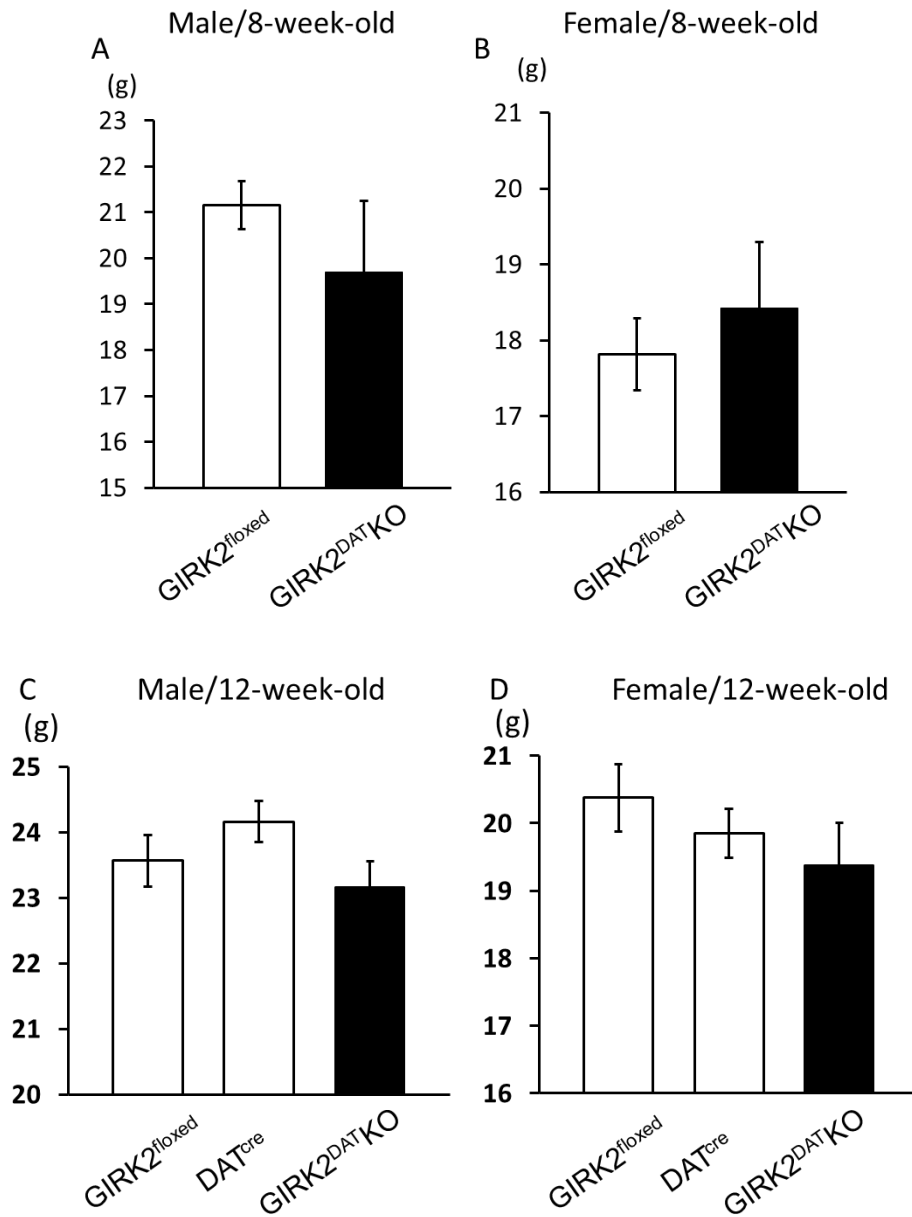 Male/8-week-old
Female/8-week-old
A
B
(g)
(g)
23
22
21
20
19
18
17
16
15
GIRK2floxed
GIRK2DATKO
21
20
19
18
17
16
GIRK2floxed
GIRK2DATKO
C
Male/12-week-old
D
Female/12-week-old
(g)
(g)
25
24
23
22
21
20
GIRK2floxed
DATcre
GIRK2DATKO
21
20
19
18
17
16
GIRK2floxed
DATcre
GIRK2DATKO